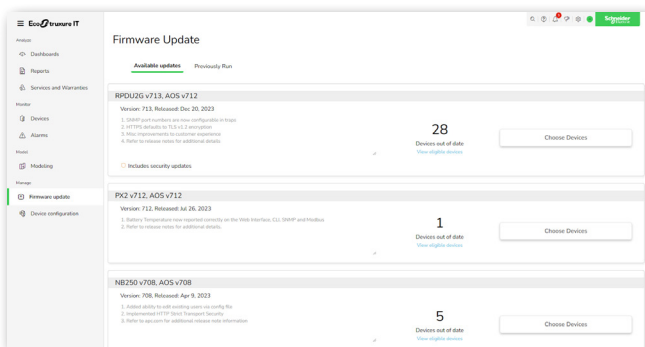 EcoStruxure IT
Schneider
Electric
Analyze
Dashboards
Reports
Services and Warranties
Monitor
Devices
Alarms
Model
Modeling
Manage
Firmware update
Device configuration
Firmware Update
Available updates
Previously Run
RPDU2G v713, AOS v712
Version: 713, Released: Dec 20, 2023
1. SNMP part numbers are now configurable in traps
2. HTTPS defaults to TLS v1.2 encryption
3. Misc improvements to customer experience
4. Refer to release notes for additional details.
Includes security updates
28
Devices out of date
View eligible devices
Choose Devices
PX2 v712, AOS v712
Version: 712, Released: Jul 26, 2023
1. Battery Temperature now reported correctly on the Web Interface, CLI, SNMP and Modbus
2. Refer to release notes for additional details.
1
Devices out of date
View eligible devices
Choose Devices
NB250 v708, AOS v708
Version: 708, Released: Apr 9, 2023
1. Added ability to edit existing users via config file
2. Implemented HTTP Strict Transport Security
3. Refer to apc.com for additional release note information
5
Devices out of date
View eligible devices
Choose Devices